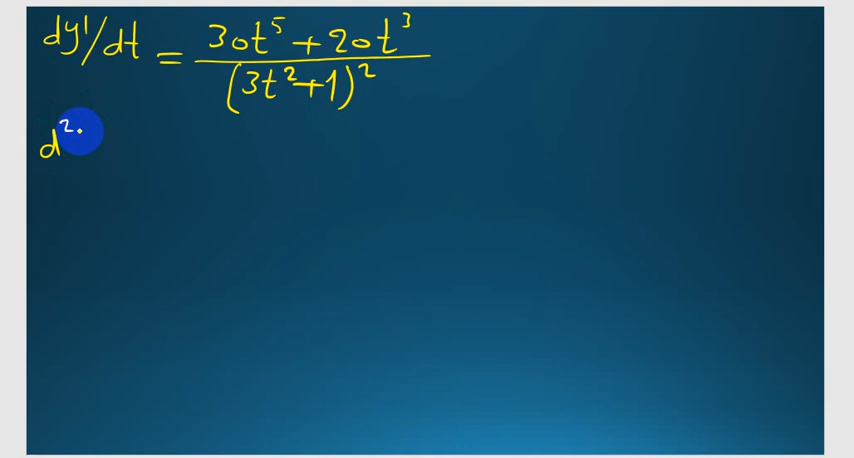 dy'/dt = 30t⁵ + 20t³ / (3t² + 1)²
d²